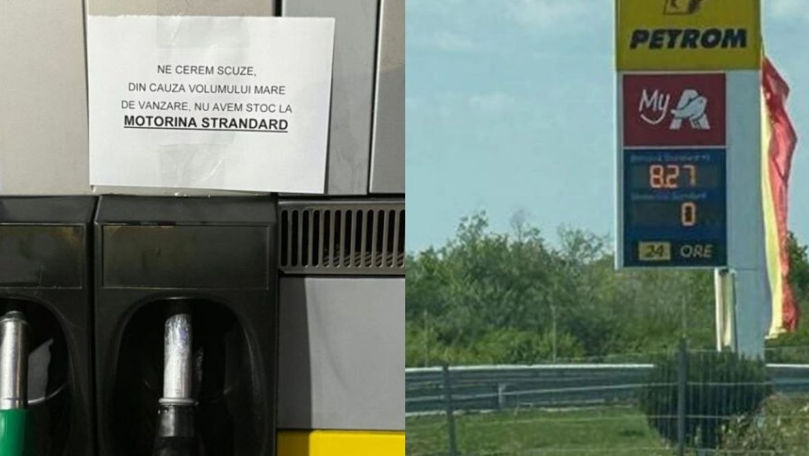 NE CEREM SCUZE,
DIN CAUZA VOLUMULUI MARE
DE VANZARE, NU AVEM STOC LA
MOTORINA STRANDARD
PETROM
My
8.27
0
24 ORE